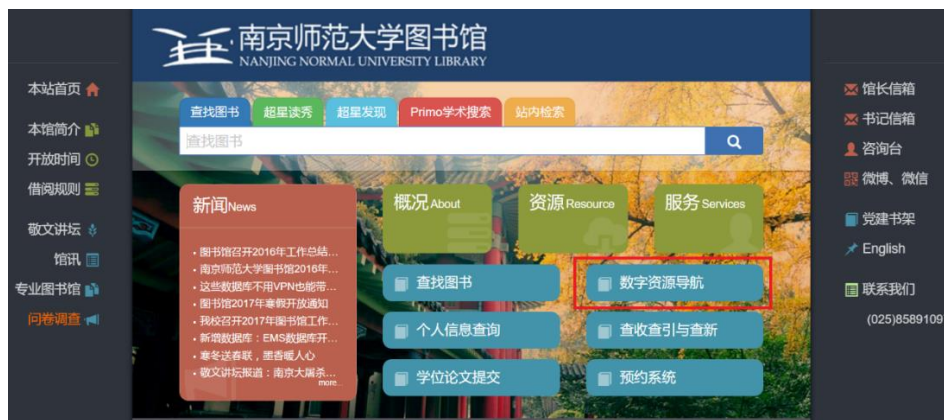 南京师范大学图书馆
NANJING NORMAL UNIVERSITY LIBRARY
本站首页
本馆简介
开放时间
借阅规则
敬文讲坛
馆讯
专业图书馆
问卷调查
查找图书 超星读秀 超星发现 Primo学术搜索 站内检索
查找图书
新闻News
· 图书馆召开2016年工作总结...
· 南京师范大学图书馆2016年...
· 这些数据库不用VPN也能带...
· 图书馆2017年寒假开放通知
· 我校召开2017年图书馆工作...
· 新增数据库：EMS数据库开...
· 寒冬送春联，墨香暖人心
· 敬文讲坛报道：南京大屠杀...
more...
概况About 资源Resource 服务Services
查找图书 数字资源导航
个人信息查询 查收查引与查新
学位论文提交 预约系统
馆长信箱
书记信箱
咨询台
微博、微信
党建书架
English
联系我们
(025)8589109